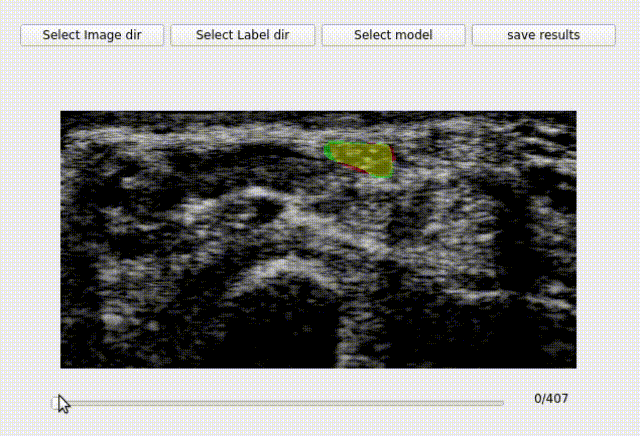 Select Image dir
Select Label dir
Select model
save results
0/407